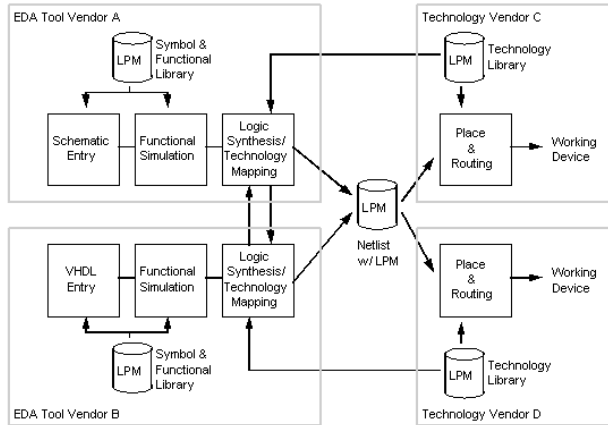 EDA Tool Vendor A
LPM
Symbol &
Functional
Library
Schematic
Entry
Functional
Simulation
Logic
Synthesis/
Technology
Mapping
Technology Vendor C
LPM
Technology
Library
Place
&
Routing
Working
Device
LPM
Netlist
w/ LPM
VHDL
Entry
Functional
Simulation
Logic
Synthesis/
Technology
Mapping
LPM
Symbol &
Functional
Library
EDA Tool Vendor B
Place
&
Routing
Working
Device
LPM
Technology
Library
Technology Vendor D